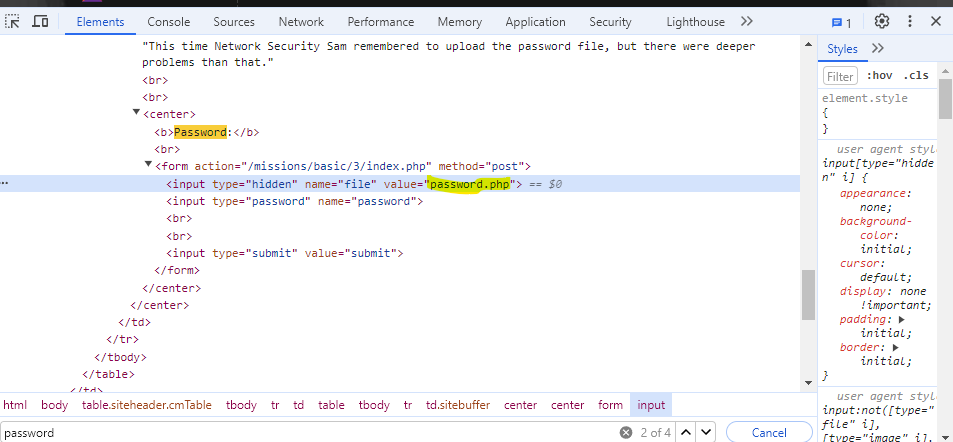 Elements Console Sources Network Performance Memory Application Security Lighthouse 1
"This time Network Security Sam remembered to upload the password file, but there were deeper
problems than that."
<br>
<br>
<center>
<b>Password:</b>
<br>
<form action="/missions/basic/3/index.php" method="post">
<input type="hidden" name="file" value="password.php"> == $0
<input type="password" name="password">
<br>
<br>
<input type="submit" value="submit">
</form>
</center>
</center>
</td>
</tr>
</tbody>
</table>
</td>
html body table.siteheader.cmTable tbody tr td table tbody tr td.sitebuffer center center form input
password 2 of 4 Cancel
Styles
Filter :hov .cls
element.style
{
}
user agent styl
input[type="hidde
n" i] {
appearance:
none;
background-
color:
initial;
cursor:
default;
display: none
!important;
padding:
initial;
border:
initial;
}
user agent styl
input:not([type="
file" i],
[type="image" i],